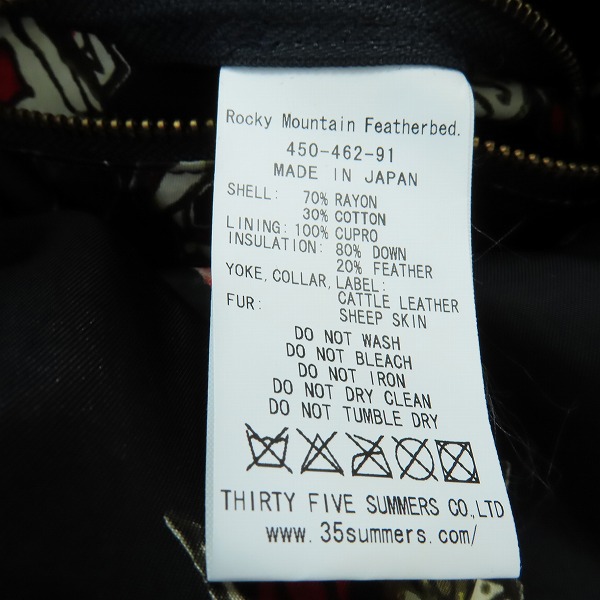 Rocky Mountain Featherbed.
450-462-91
MADE IN JAPAN
SHELL: 70% RAYON
30% COTTON
LINING: 100% CUPRO
INSULATION: 80% DOWN
20% FEATHER
YOKE, COLLAR, LABEL:
CATTLE LEATHER
FUR: SHEEP SKIN
DO NOT WASH
DO NOT BLEACH
DO NOT IRON
DO NOT DRY CLEAN
DO NOT TUMBLE DRY
THIRTY FIVE SUMMERS CO.,LTD
www.35summers.com/